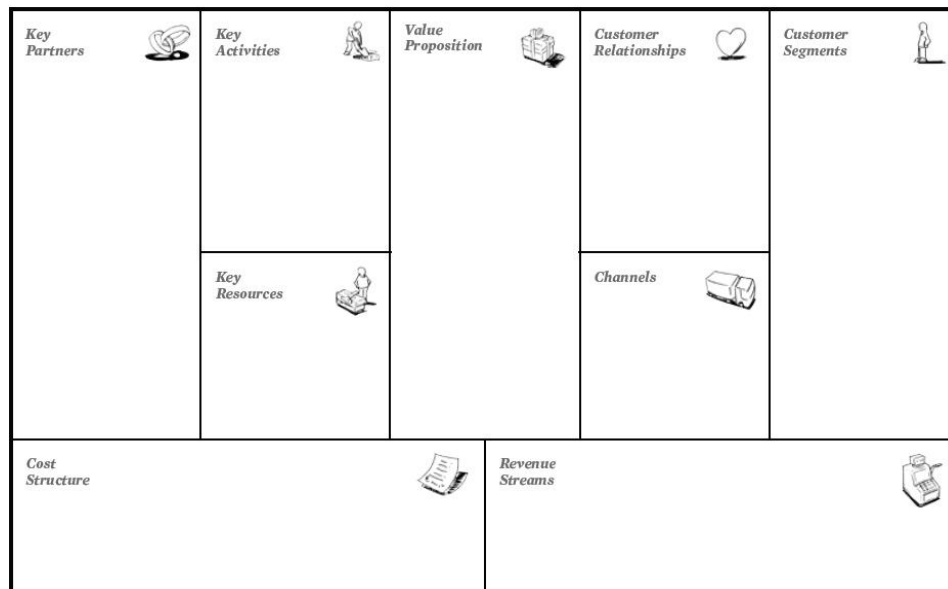 Key
Partners
Key
Activities
Value
Proposition
Customer
Relationships
Customer
Segments
Key
Resources
Channels
Cost
Structure
Revenue
Streams